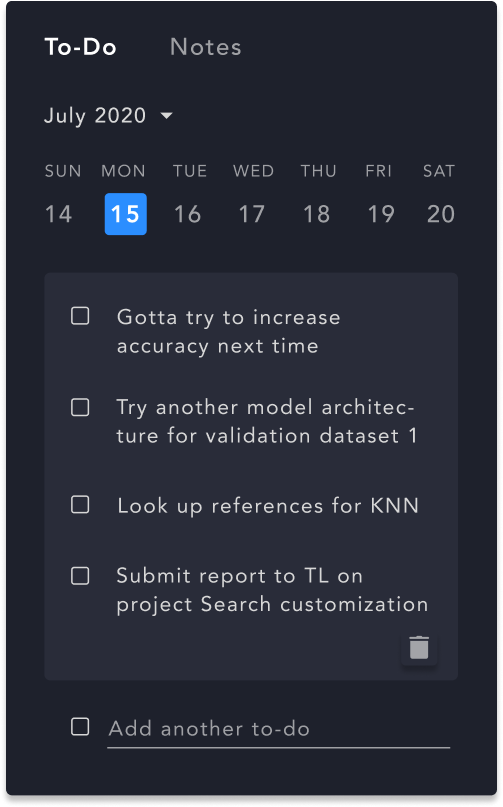 To-Do Notes
July 2020
SUN MON TUE WED THU FRI SAT
14 15 16 17 18 19 20
Gotta try to increase
accuracy next time
Try another model architec-
ture for validation dataset 1
Look up references for KNN
Submit report to TL on
project Search customization
Add another to-do